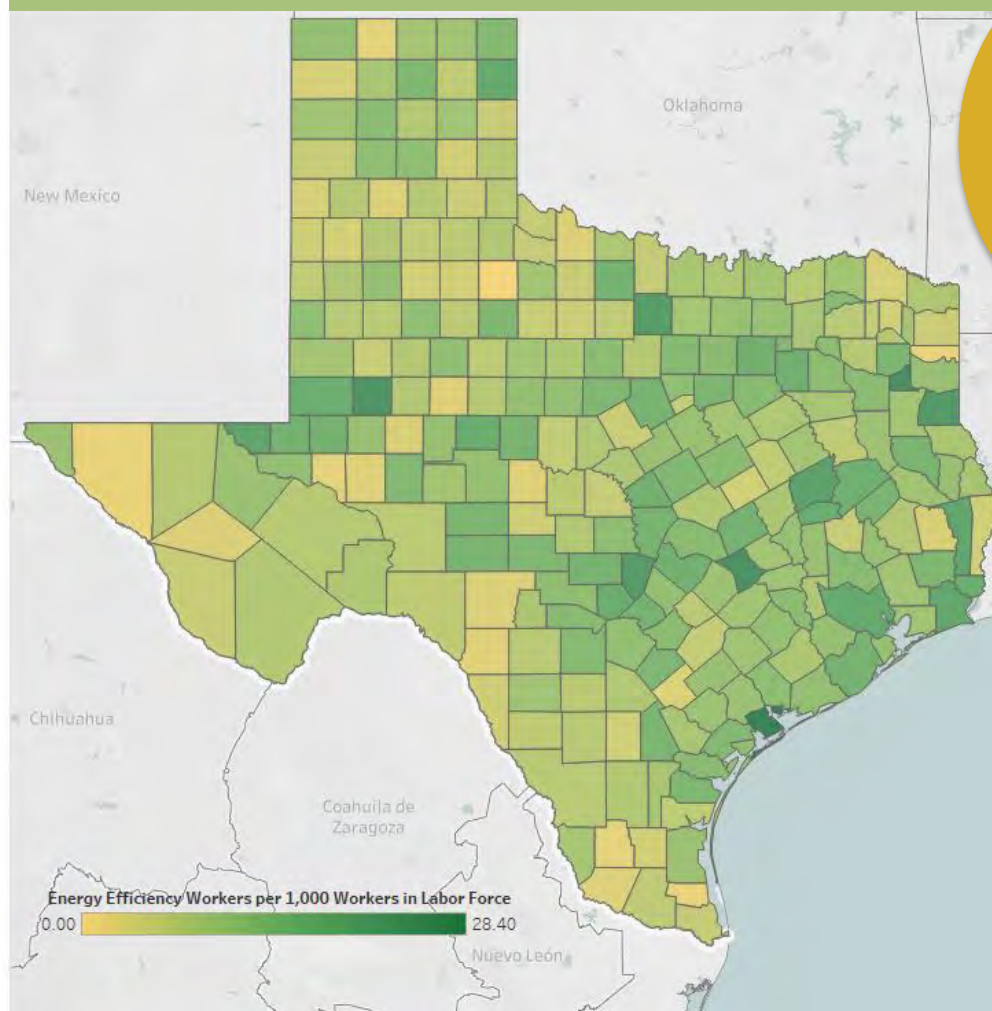 Oklahoma
New Mexico
Chihuahua
Coahuila de
Zaragoza
Energy Efficiency Workers per 1,000 Workers in Labor Force
0.00 28.40
Nuevo León